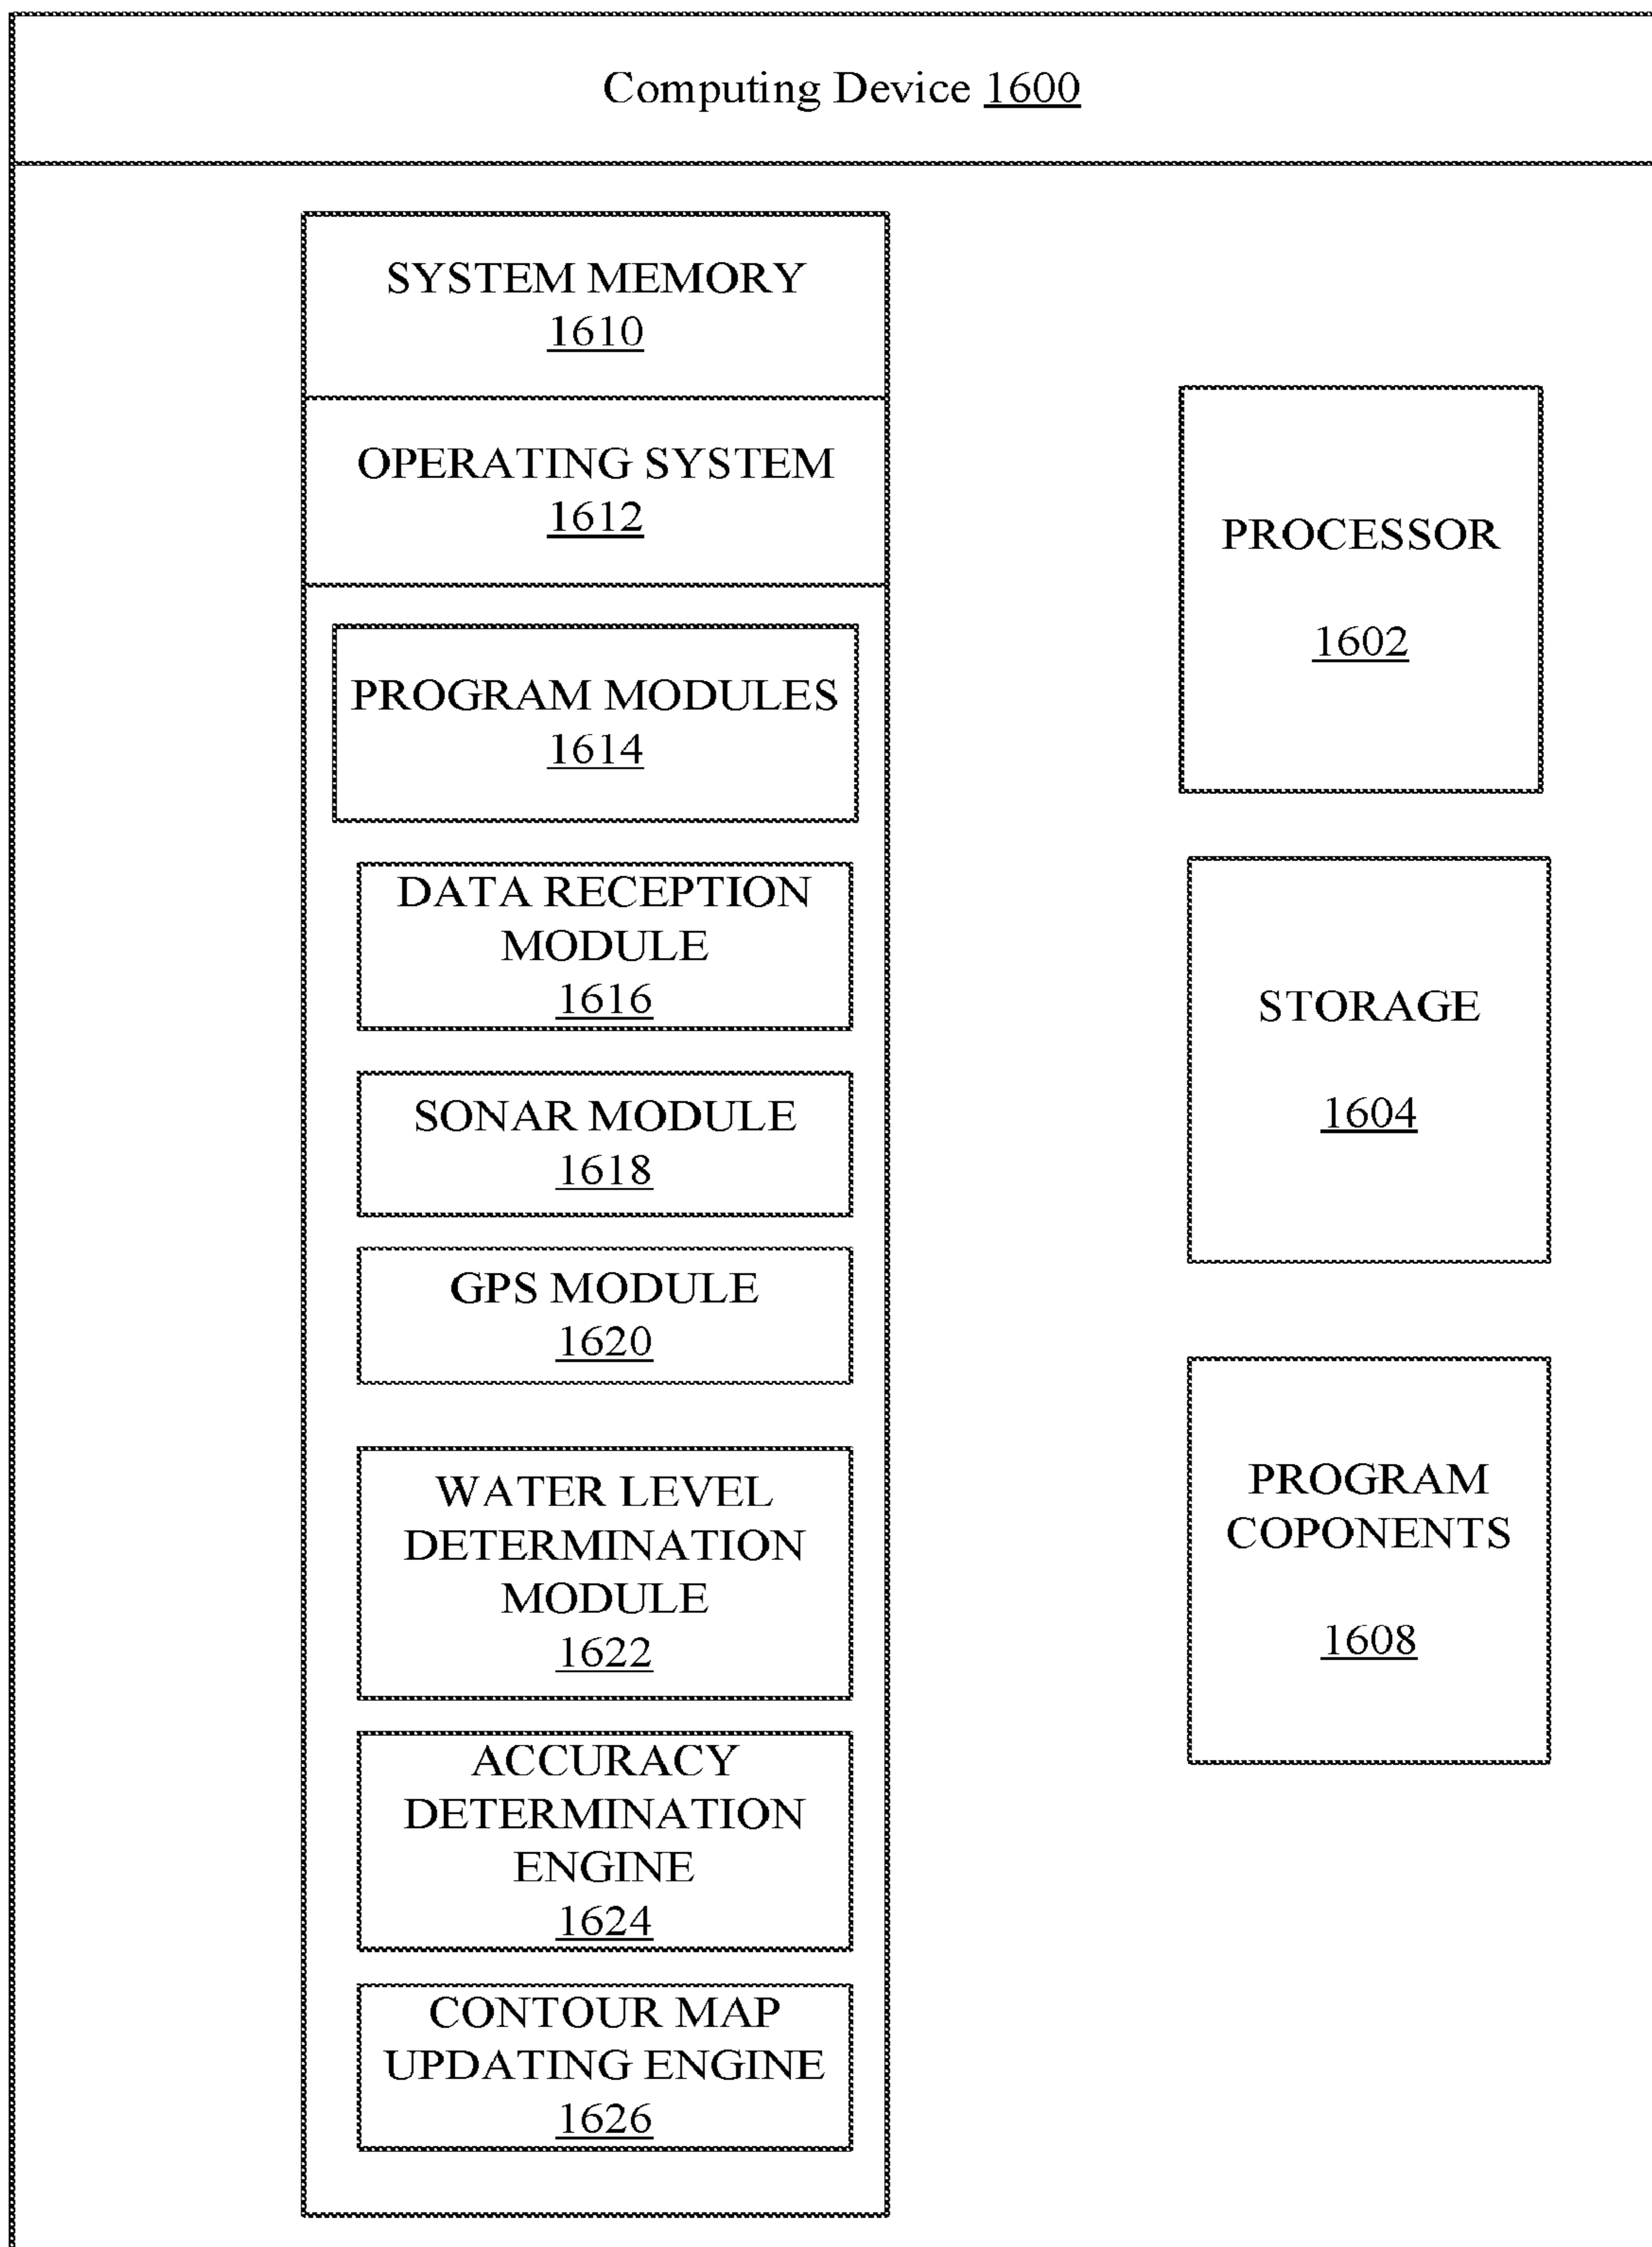 Computing Device 1600
SYSTEM MEMORY
1610
OPERATING SYSTEM
1612
PROGRAM MODULES
1614
DATA RECEPTION
MODULE
1616
SONAR MODULE
1618
GPS MODULE
1620
WATER LEVEL
DETERMINATION
MODULE
1622
ACCURACY
DETERMINATION
ENGINE
1624
CONTOUR MAP
UPDATING ENGINE
1626
PROCESSOR
1602
STORAGE
1604
PROGRAM
COPONENTS
1608